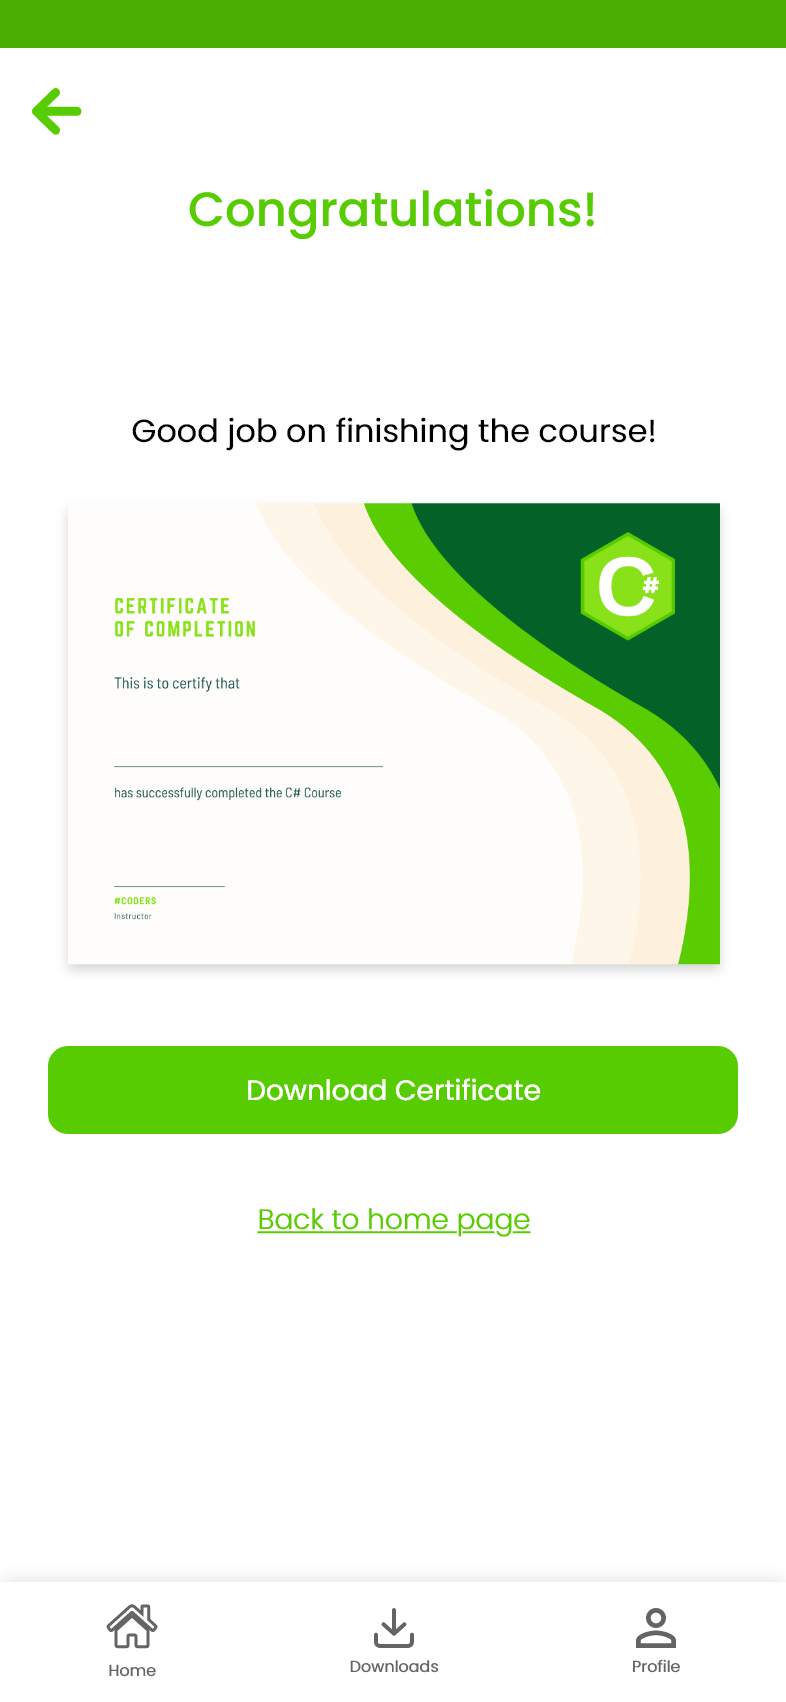 Congratulations!
Good job on finishing the course!
C#
CERTIFICATE
OF COMPLETION
This is to certify that
has successfully completed the C# Course
#CODERS
Instructor
Download Certificate
Back to home page
Home
Downloads
Profile